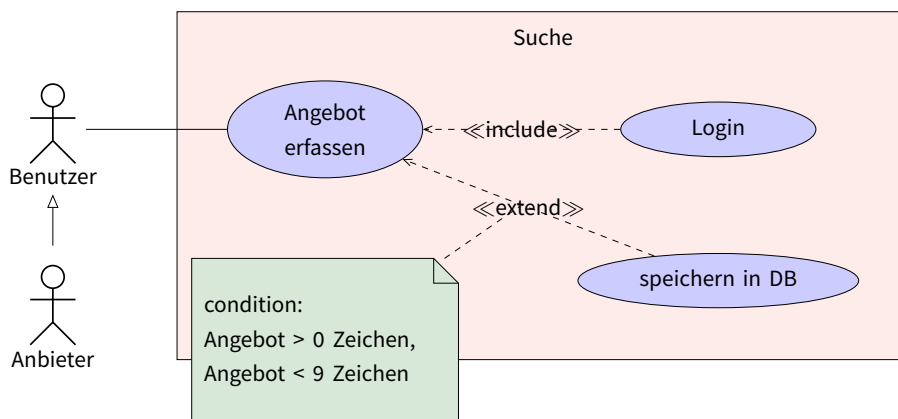 Suche
Angebot
erfassen
≪include≫
Login
Benutzer
≪extend≫
speichern in DB
condition:
Angebot > 0 Zeichen,
Angebot < 9 Zeichen
Anbieter